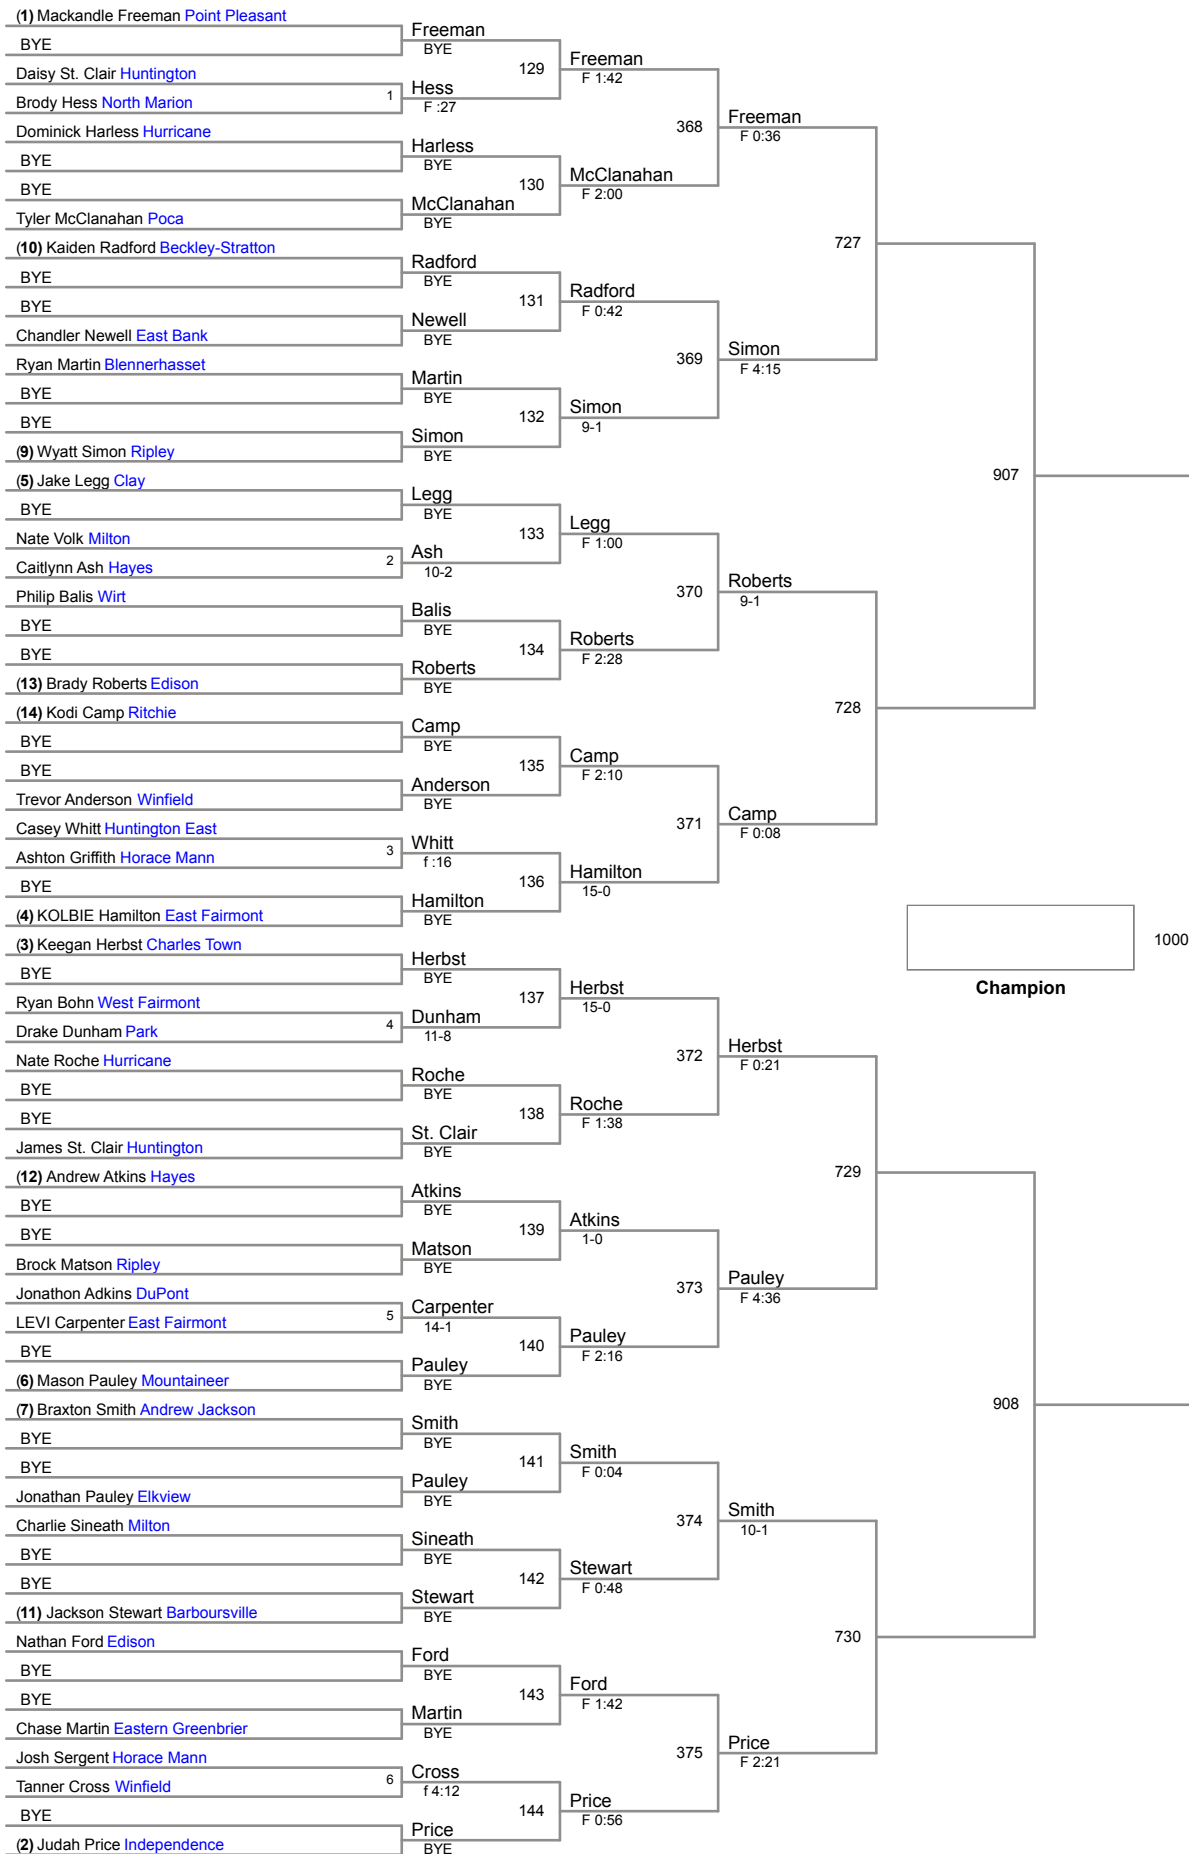 (1) Mackandle Freeman Point Pleasant
BYE
Daisy St. Clair Huntington
Brody Hess North Marion
Dominick Harless Hurricane
BYE
BYE
Tyler McClanahan Poca
(10) Kaiden Radford Beckley-Stratton
BYE
BYE
Chandler Newell East Bank
Ryan Martin Blennerhasset
BYE
BYE
(9) Wyatt Simon Ripley
(5) Jake Legg Clay
BYE
Nate Volk Milton
Caitlynn Ash Hayes
Philip Balis Wirt
BYE
BYE
(13) Brady Roberts Edison
(14) Kodi Camp Ritchie
BYE
BYE
Trevor Anderson Winfield
Casey Whitt Huntington East
Ashton Griffith Horace Mann
BYE
(4) KOLBIE Hamilton East Fairmont
(3) Keegan Herbst Charles Town
BYE
Ryan Bohn West Fairmont
Drake Dunham Park
Nate Roche Hurricane
BYE
BYE
James St. Clair Huntington
(12) Andrew Atkins Hayes
BYE
BYE
Brock Matson Ripley
Jonathon Adkins DuPont
LEVI Carpenter East Fairmont
BYE
(6) Mason Pauley Mountaineer
(7) Braxton Smith Andrew Jackson
BYE
BYE
Jonathan Pauley Elkview
Charlie Sineath Milton
BYE
BYE
(11) Jackson Stewart Barboursville
Nathan Ford Edison
BYE
BYE
Chase Martin Eastern Greenbrier
Josh Sergent Horace Mann
Tanner Cross Winfield
BYE
(2) Judah Price Independence
1
2
3
4
5
6
Freeman
BYE
Hess
F :27
Harless
BYE
McClanahan
BYE
Radford
BYE
Newell
BYE
Martin
BYE
Simon
BYE
Legg
BYE
Ash
10-2
Balis
BYE
Roberts
BYE
Camp
BYE
Anderson
BYE
Whitt
f :16
Hamilton
BYE
Herbst
BYE
Dunham
11-8
Roche
BYE
St. Clair
BYE
Atkins
BYE
Matson
BYE
Carpenter
14-1
Pauley
BYE
Smith
BYE
Pauley
BYE
Sineath
BYE
Stewart
BYE
Ford
BYE
Martin
BYE
Cross
f 4:12
Price
BYE
129
130
131
132
133
134
135
136
137
138
139
140
141
142
143
144
Freeman
F 1:42
McClanahan
F 2:00
Radford
F 0:42
Simon
9-1
Legg
F 1:00
Roberts
F 2:28
Camp
F 2:10
Hamilton
15-0
Herbst
15-0
Roche
F 1:38
Atkins
1-0
Pauley
F 2:16
Smith
F 0:04
Stewart
F 0:48
Ford
F 1:42
Price
F 0:56
368
369
370
371
372
373
374
375
Freeman
F 0:36
Simon
F 4:15
Roberts
9-1
Camp
F 0:08
Herbst
F 0:21
Pauley
F 4:36
Smith
10-1
Price
F 2:21
727
728
729
730
907
908
1000
Champion